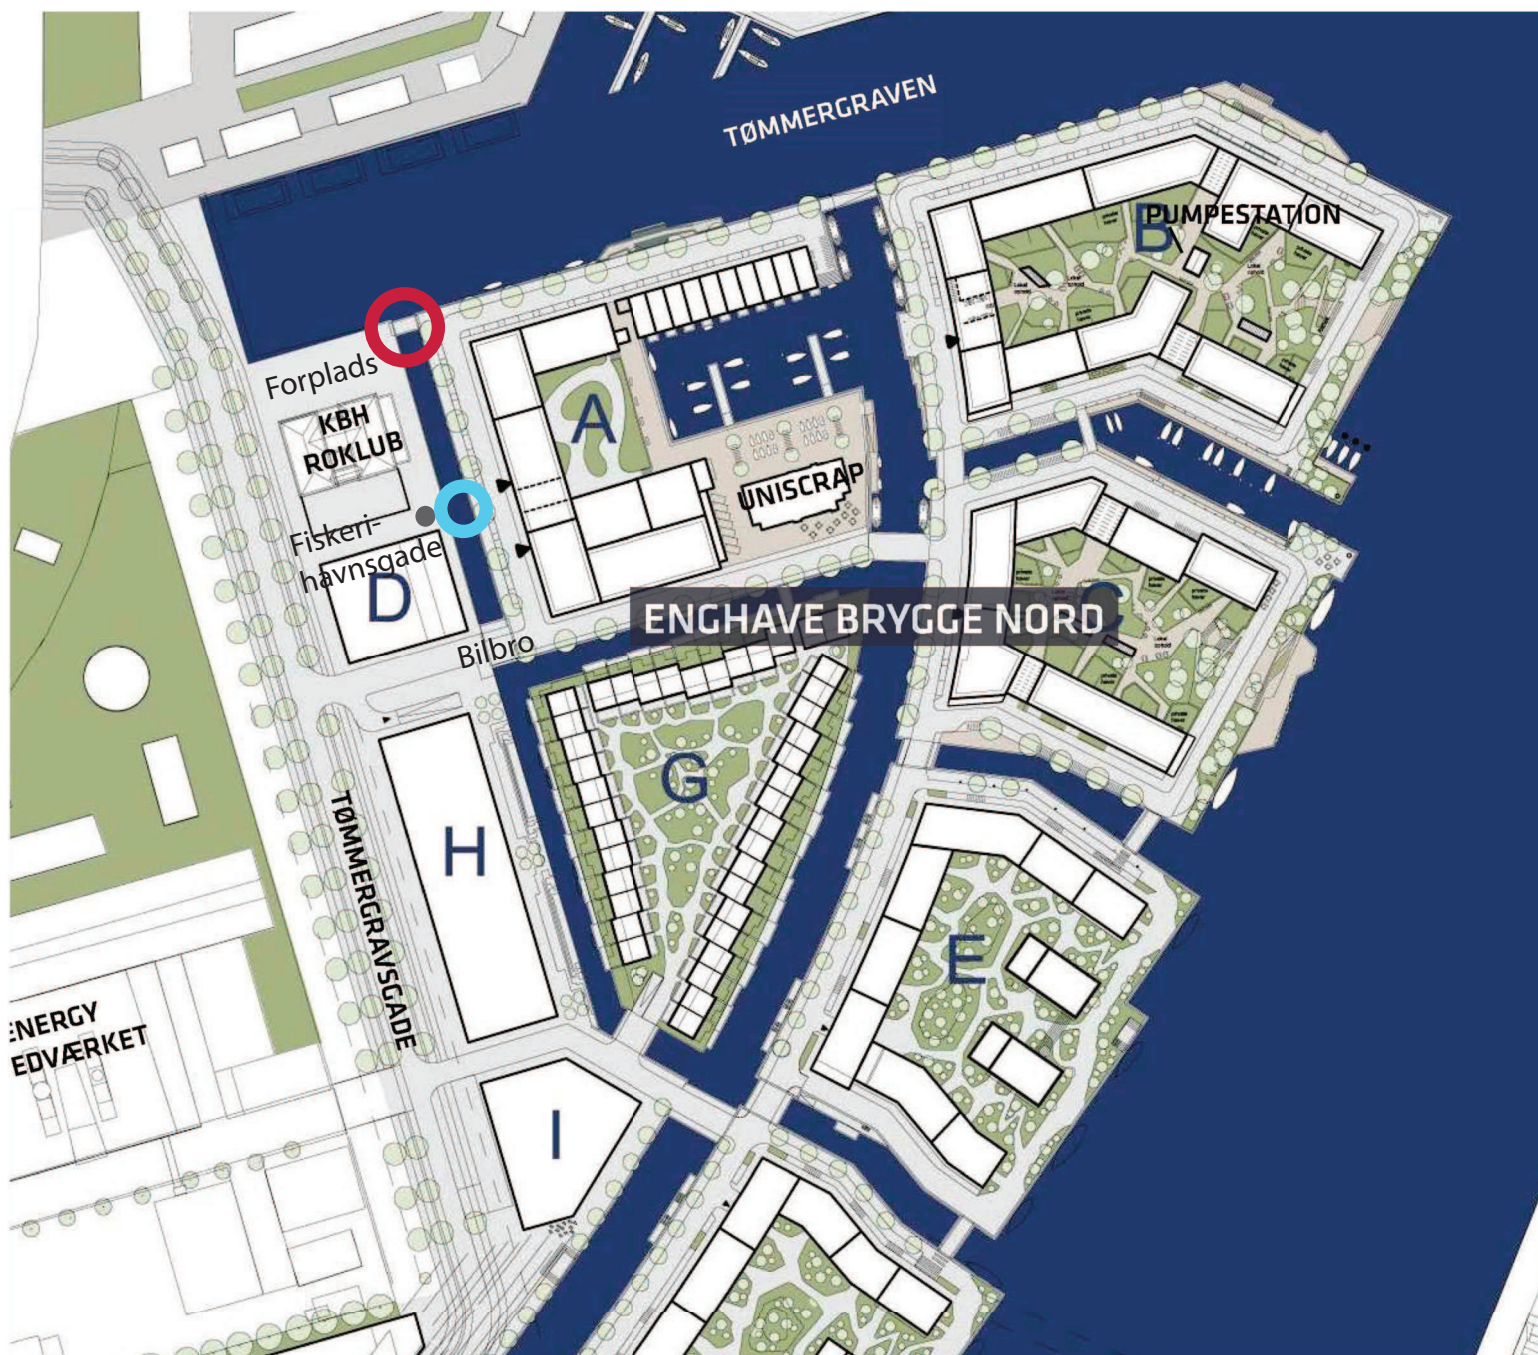 TØMMERGRAVEN
B
PUMPESTATION
Forplads
KBH
ROKLUB
A
UNISCRAP
Fiskeri-
havnsgade
D
ENGHAVE BRYGGE NORD
C
Bilbro
G
H
TØMMERGRAVSGADE
E
ENERGY
EDVÆRKET
I